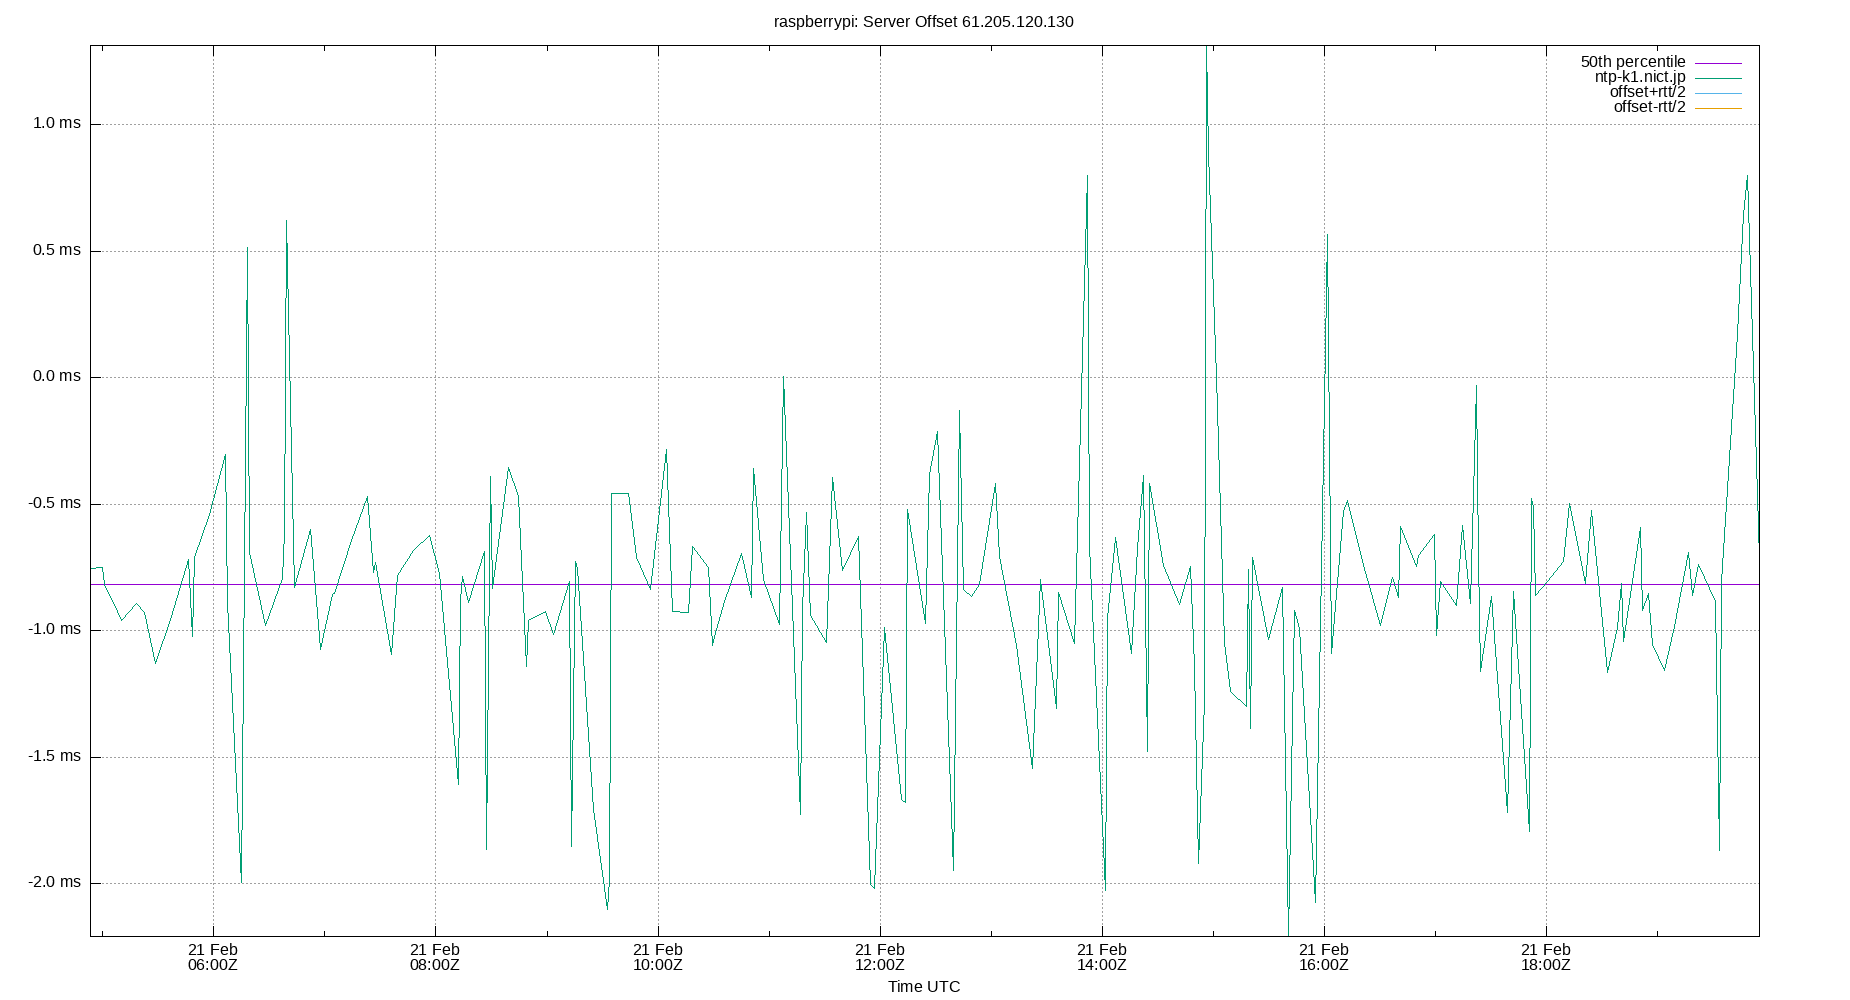 raspberrypi: Server Offset 61.205.120.130
50th percentile
ntp-k1.nict.jp
offset+rtt/2
offset-rtt/2
1.0 ms
0.5 ms
0.0 ms
-0.5 ms
-1.0 ms
-1.5 ms
-2.0 ms
21 Feb 21 Feb 21 Feb 21 Feb 21 Feb 21 Feb 21 Feb
06:00Z 08:00Z 10:00Z 12:00Z 14:00Z 16:00Z 18:00Z
Time UTC